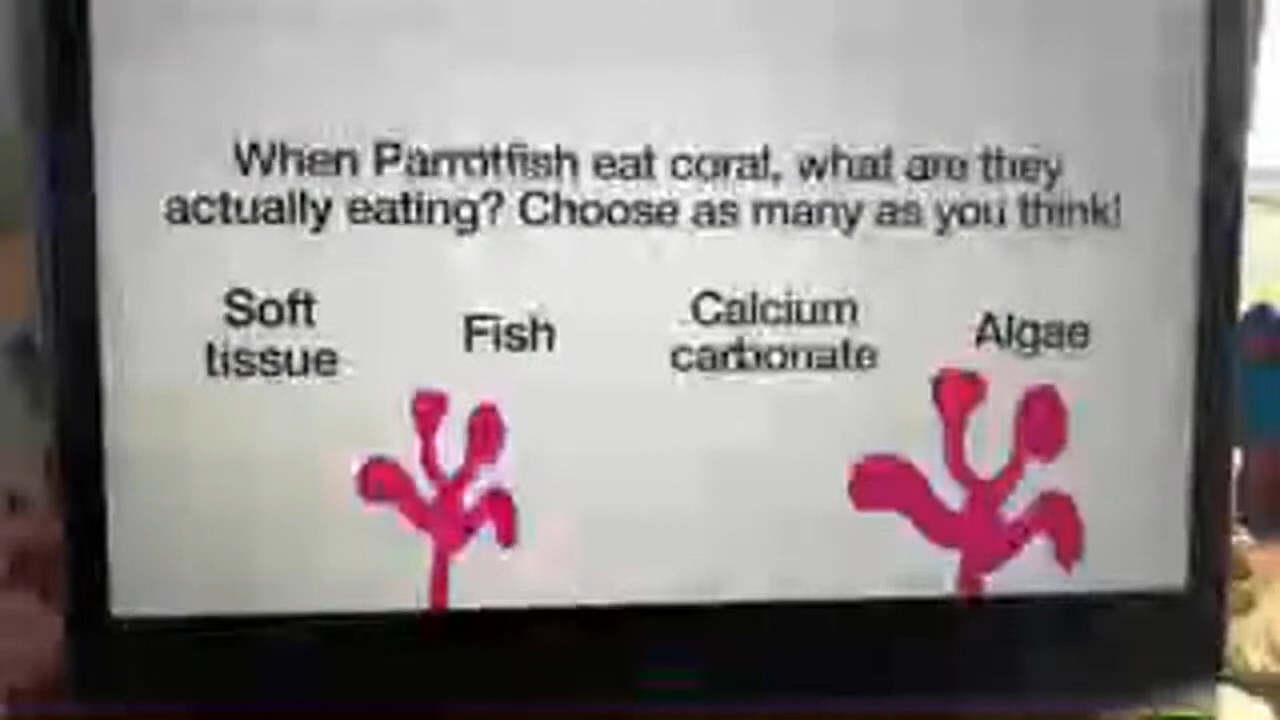 When Parrotfish eat coral, what are they
actually eating? Choose as many as you think!
Soft
tissue
Fish
Calcium
carbonate
Algae